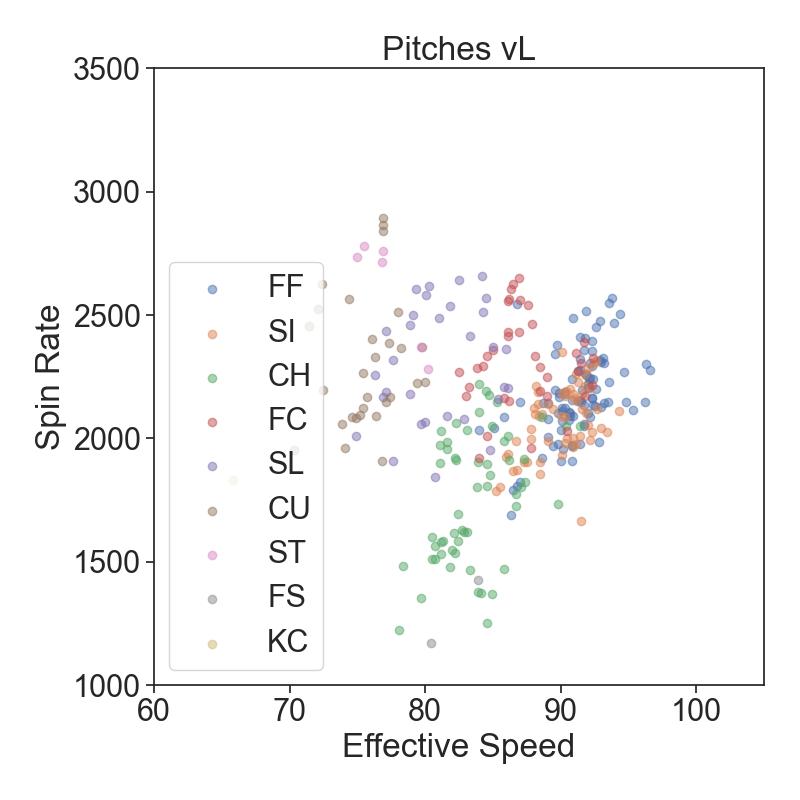 Pitches vL
3500
3000
2500
2000
1500
1000
Spin Rate
FF
SI
CH
FC
SL
CU
ST
FS
KC
60 70 80 90 100
Effective Speed